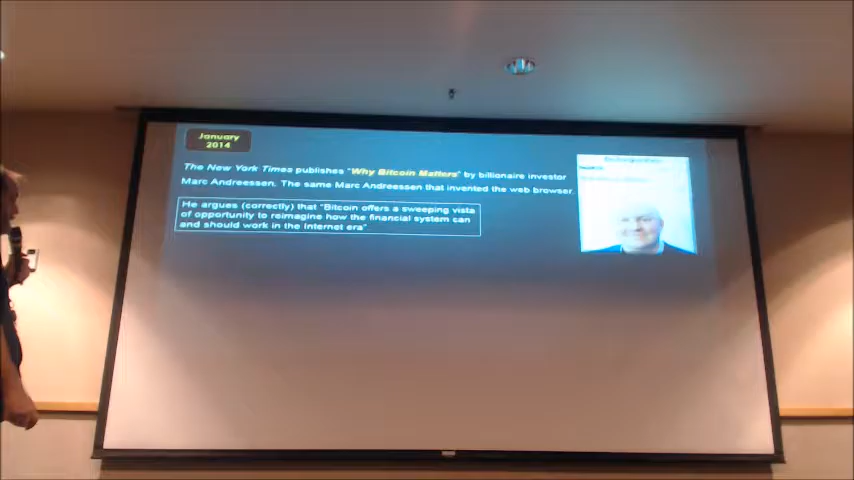 January
2014
The New York Times publishes "Why Bitcoin Matters" by billionaire investor
Marc Andreessen. The same Marc Andreessen that invented the web browser.
He argues (correctly) that "Bitcoin offers a sweeping vista
of opportunity to reimagine how the financial system can
and should work in the Internet era".